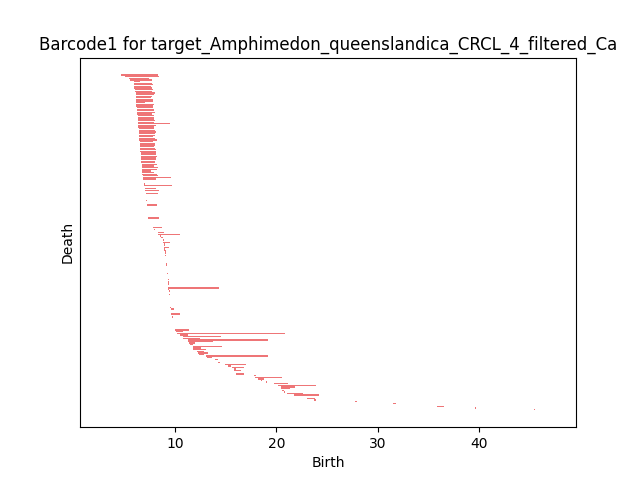 Barcode1 for target_Amphimedon_queenslandica_CRCL_4_filtered_Ca
Death
10 20 30 40
Birth